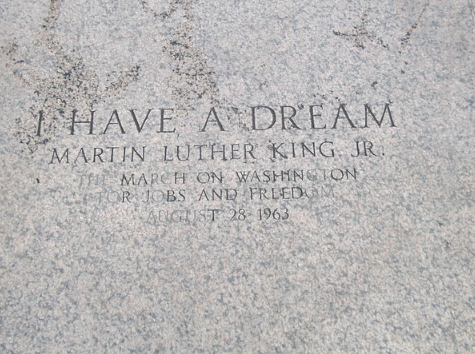 I HAVE A DREAM
MARTIN LUTHER KING JR.
THE MARCH ON WASHINGTON
FOR JOBS AND FREEDOM
AUGUST 28 1963